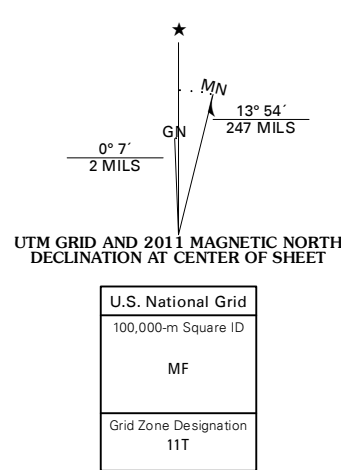 ★
MN
13° 54´
247 MILS
GN
0° 7´
2 MILS
UTM GRID AND 2011 MAGNETIC NORTH
DECLINATION AT CENTER OF SHEET
U.S. National Grid
100,000-m Square ID
MF
Grid Zone Designation
11T